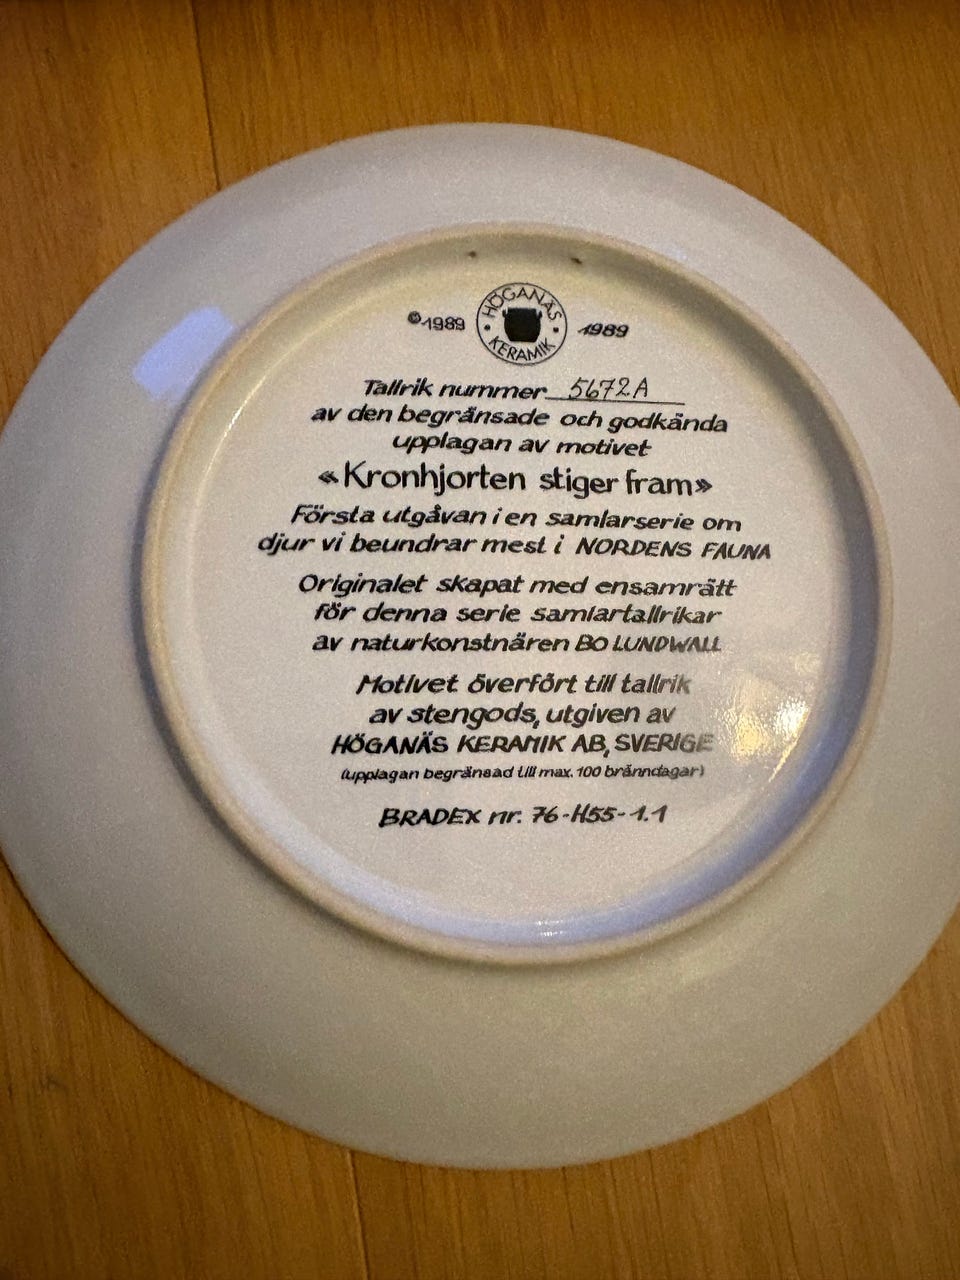 ©1989 HÖGANÄS KERAMIK 1989
Tallrik nummer 5672A
av den begränsade och godkända
upplagan av motivet
«Kronhjorten stiger fram»
Första utgåvan i en samlarserie om
djur vi beundrar mest i NORDENS FAUNA
Originalet skapat med ensamrätt
för denna serie samlartallrikar
av naturkonstnären BO LUNDWALL
Motivet överfört till tallrik
av stengods, utgiven av
HÖGANÄS KERAMIK AB, SVERIGE
(upplagan begränsad till max. 100 bränndagar)
BRADEX nr. 76-H55-1.1